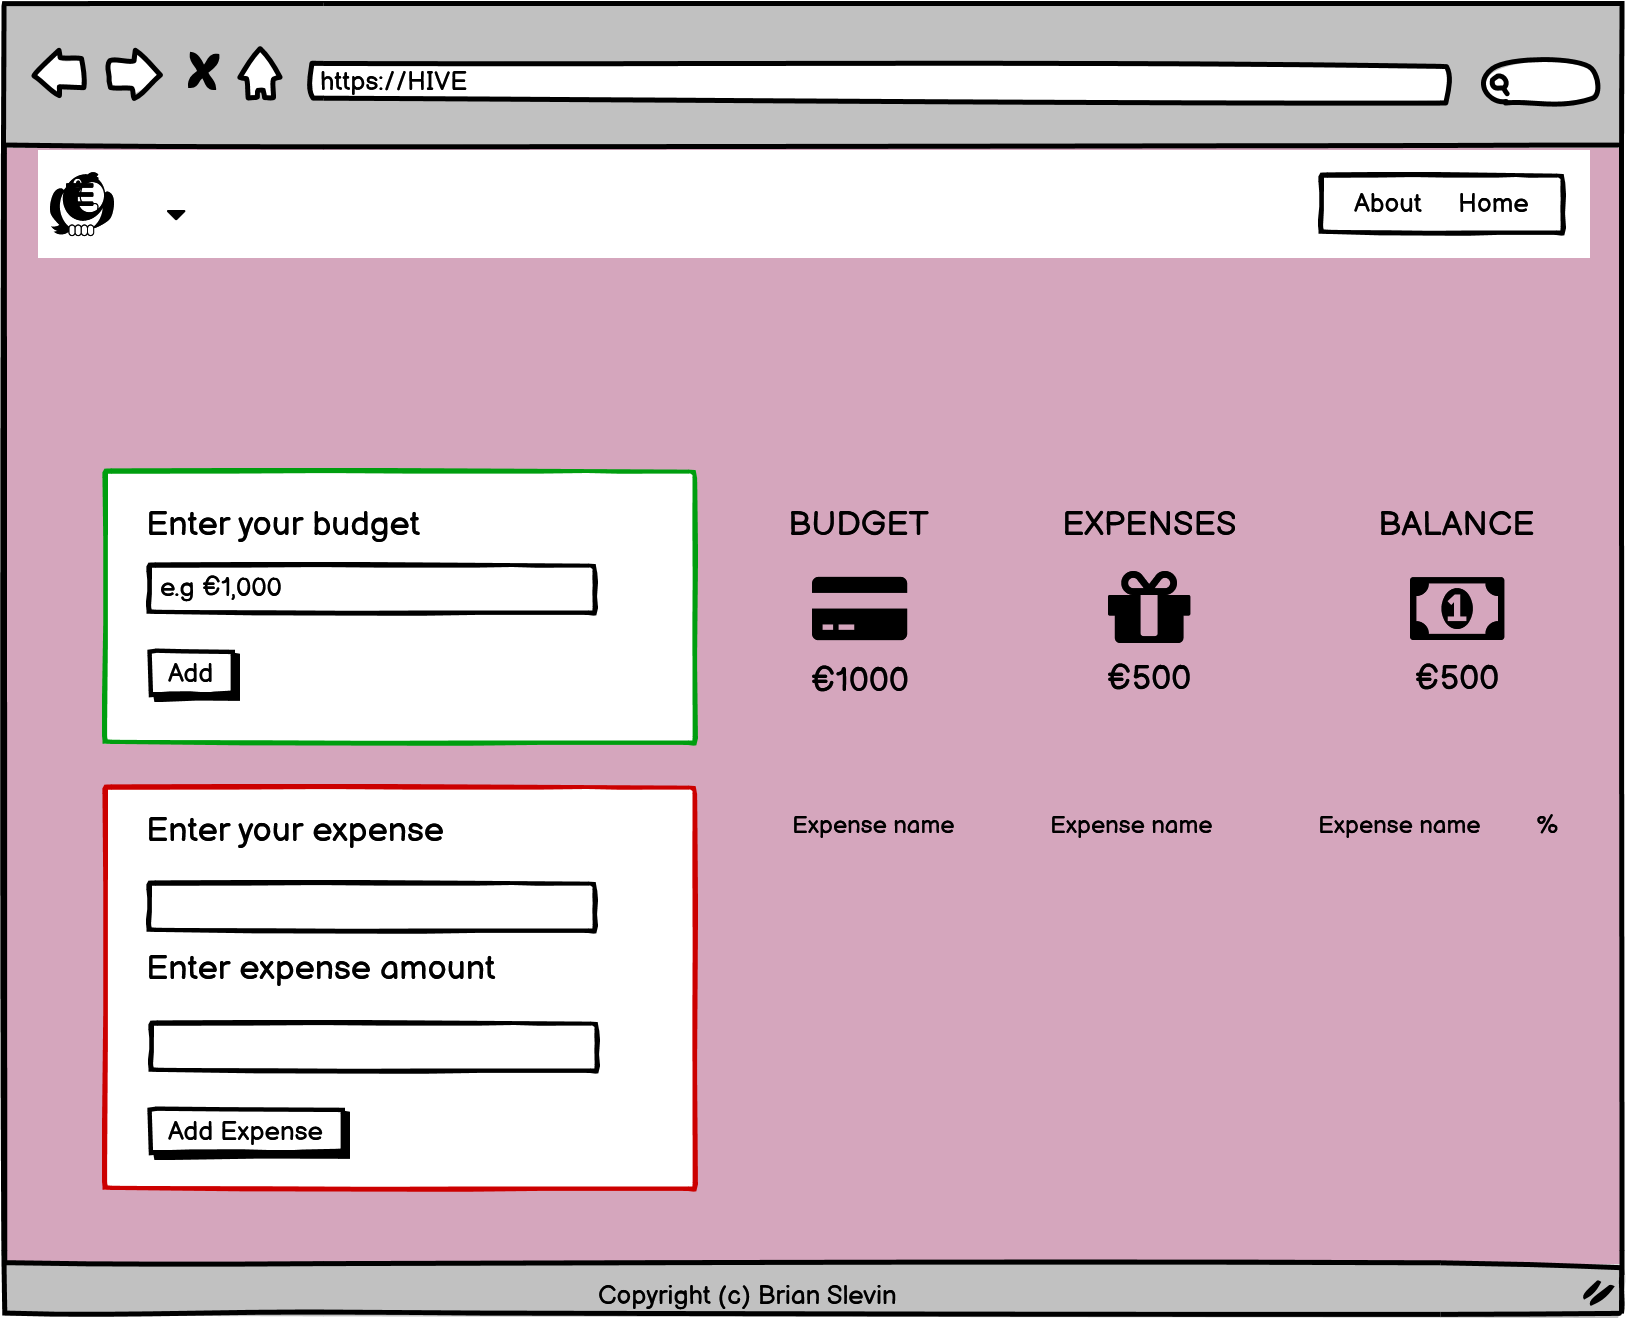 https://HIVE
About Home
Enter your budget
e.g €1,000
Add
BUDGET EXPENSES BALANCE
1
€1000 €500 €500
Enter your expense
Enter expense amount
Add Expense
Expense name Expense name Expense name %
Copyright (c) Brian Slevin